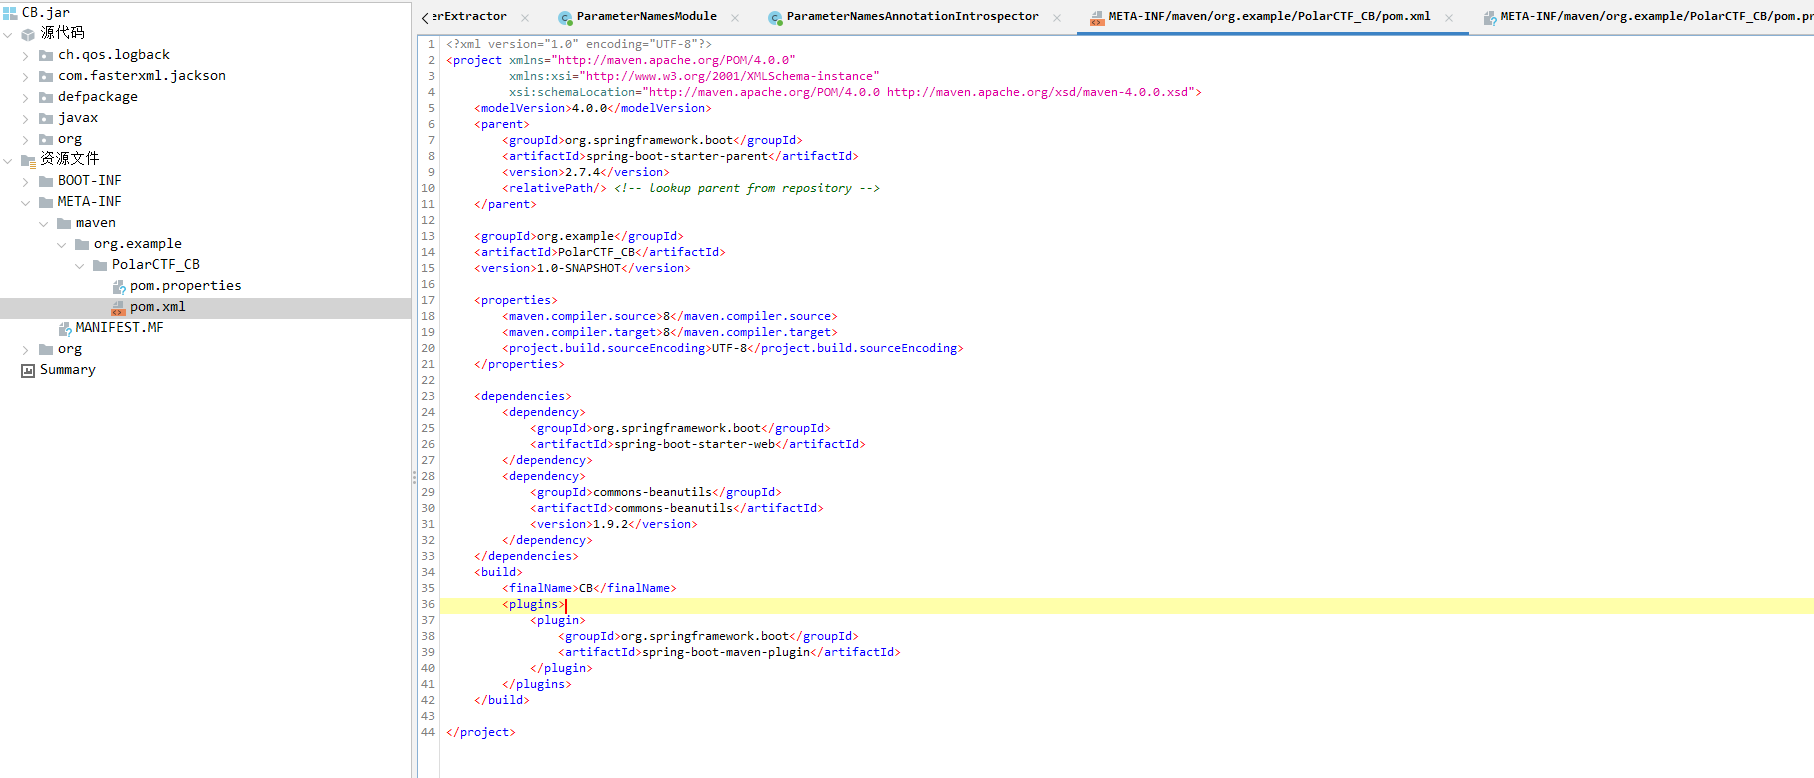 CB.jar
源代码
ch.qos.logback
com.fasterxml.jackson
defpackage
javax
org
资源文件
BOOT-INF
META-INF
maven
org.example
PolarCTF_CB
pom.properties
pom.xml
MANIFEST.MF
org
Summary
erExtractor
ParameterNamesModule
ParameterNamesAnnotationIntrospector
META-INF/maven/org.example/PolarCTF_CB/pom.xml
META-INF/maven/org.example/PolarCTF_CB/pom.pr
1 <?xml version="1.0" encoding="UTF-8"?>
2 <project xmlns="http://maven.apache.org/POM/4.0.0"
3 xmlns:xsi="http://www.w3.org/2001/XMLSchema-instance"
4 xsi:schemaLocation="http://maven.apache.org/POM/4.0.0 http://maven.apache.org/xsd/maven-4.0.0.xsd">
5 <modelVersion>4.0.0</modelVersion>
6 <parent>
7 <groupId>org.springframework.boot</groupId>
8 <artifactId>spring-boot-starter-parent</artifactId>
9 <version>2.7.4</version>
10 <relativePath/> <!-- lookup parent from repository -->
11 </parent>
12
13 <groupId>org.example</groupId>
14 <artifactId>PolarCTF_CB</artifactId>
15 <version>1.0-SNAPSHOT</version>
16
17 <properties>
18 <maven.compiler.source>8</maven.compiler.source>
19 <maven.compiler.target>8</maven.compiler.target>
20 <project.build.sourceEncoding>UTF-8</project.build.sourceEncoding>
21 </properties>
22
23 <dependencies>
24 <dependency>
25 <groupId>org.springframework.boot</groupId>
26 <artifactId>spring-boot-starter-web</artifactId>
27 </dependency>
28 <dependency>
29 <groupId>commons-beanutils</groupId>
30 <artifactId>commons-beanutils</artifactId>
31 <version>1.9.2</version>
32 </dependency>
33 </dependencies>
34 <build>
35 <finalName>CB</finalName>
36 <plugins>
37 <plugin>
38 <groupId>org.springframework.boot</groupId>
39 <artifactId>spring-boot-maven-plugin</artifactId>
40 </plugin>
41 </plugins>
42 </build>
43
44 </project>